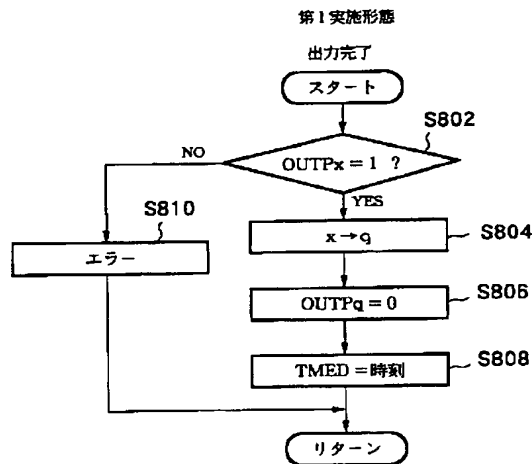 第1実施形態
出力完了
スタート
S802
OUTPx = 1 ?
NO
YES
S810
エラー
x→q
S804
OUTPq = 0
S806
TMED = 時刻
S808
リターン